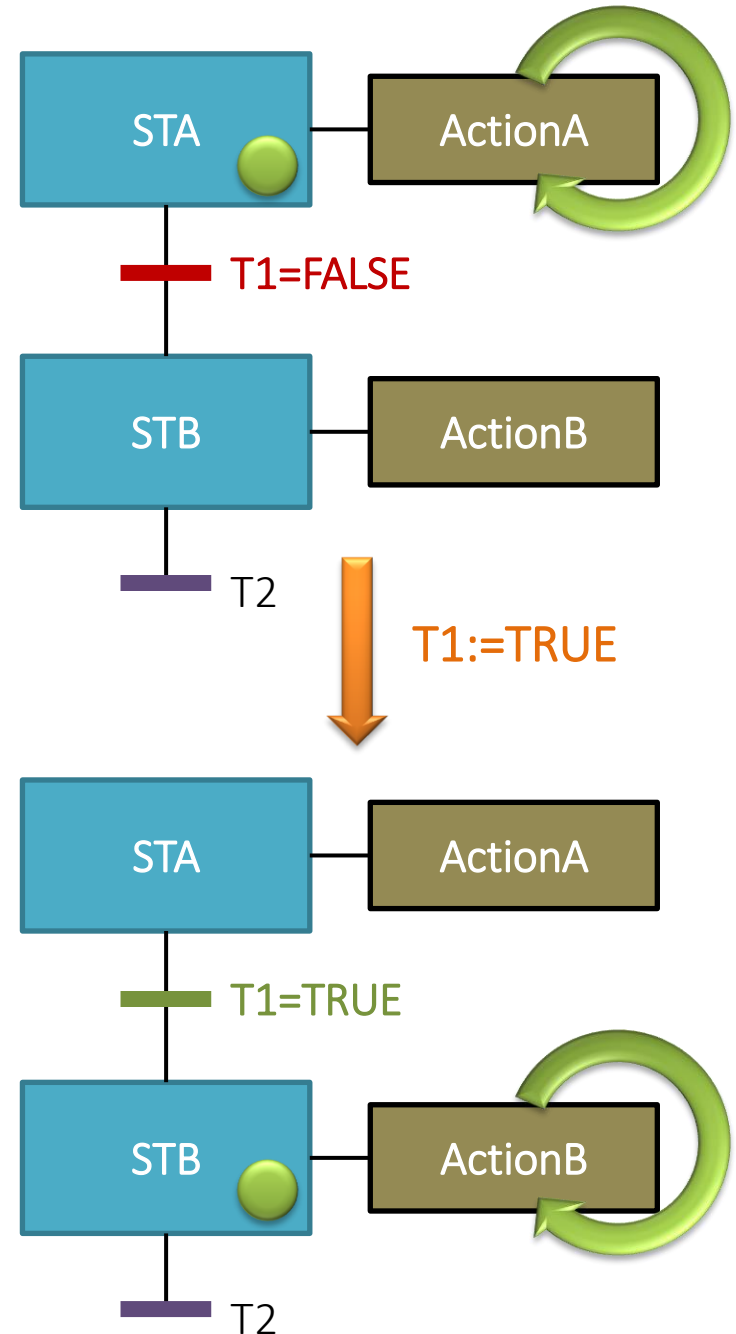 STA
ActionA
T1=FALSE
STB
ActionB
T2
T1:=TRUE
STA
ActionA
T1=TRUE
STB
ActionB
T2